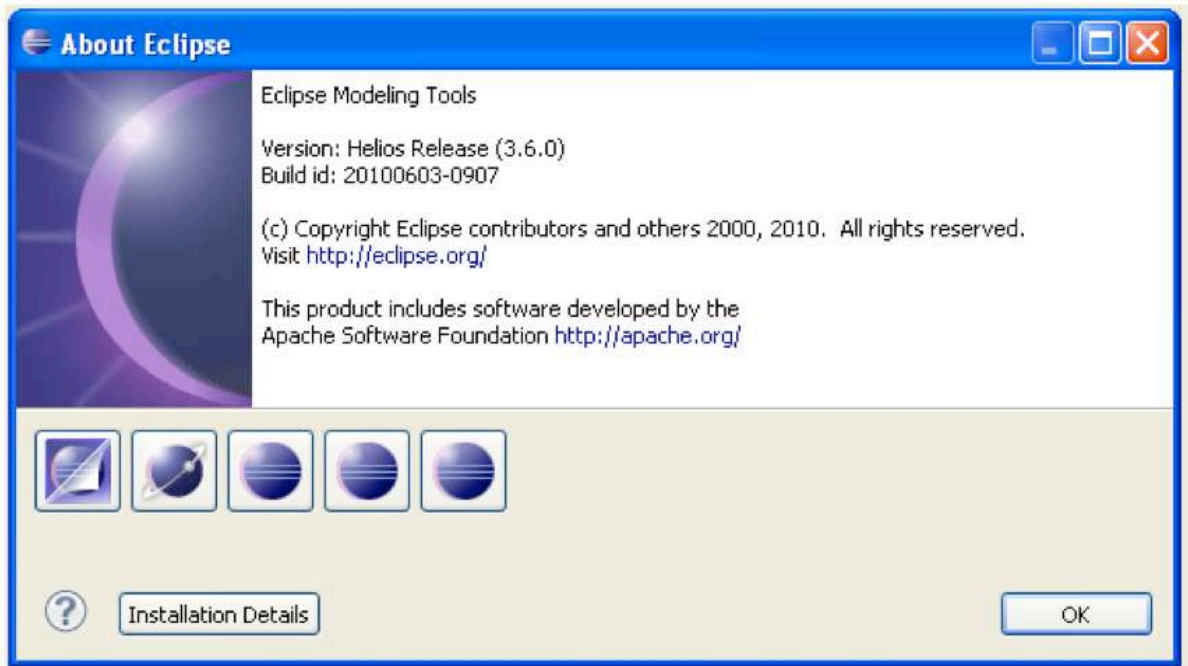 About Eclipse
Eclipse Modeling Tools
Version: Helios Release (3.6.0)
Build id: 20100603-0907
(c) Copyright Eclipse contributors and others 2000, 2010.  All rights reserved.
Visit http://eclipse.org/
This product includes software developed by the
Apache Software Foundation http://apache.org/
?
Installation Details
OK